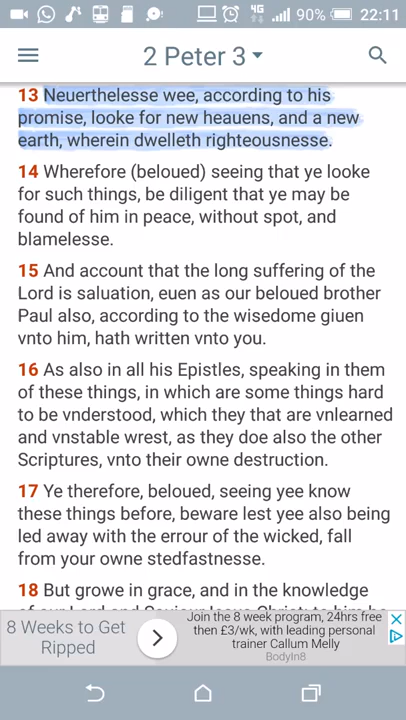 4G 90% 22:11
2 Peter 3
13 Neuerthelesse wee, according to his
promise, looke for new heauens, and a new
earth, wherein dwelleth righteousnesse.
14 Wherefore (beloued) seeing that ye looke
for such things, be diligent that ye may be
found of him in peace, without spot, and
blamelesse.
15 And account that the long suffering of the
Lord is saluation, euen as our beloued brother
Paul also, according to the wisedome giuen
vnto him, hath written vnto you.
16 As also in all his Epistles, speaking in them
of these things, in which are some things hard
to be vnderstood, which they that are vnlearned
and vnstable wrest, as they doe also the other
Scriptures, vnto their owne destruction.
17 Ye therefore, beloued, seeing yee know
these things before, beware lest yee also being
led away with the errour of the wicked, fall
from your owne stedfastnesse.
18 But growe in grace, and in the knowledge
8 Weeks to Get
Ripped
Join the 8 week program, 24hrs free
then £3/wk, with leading personal
trainer Callum Melly
BodyIn8